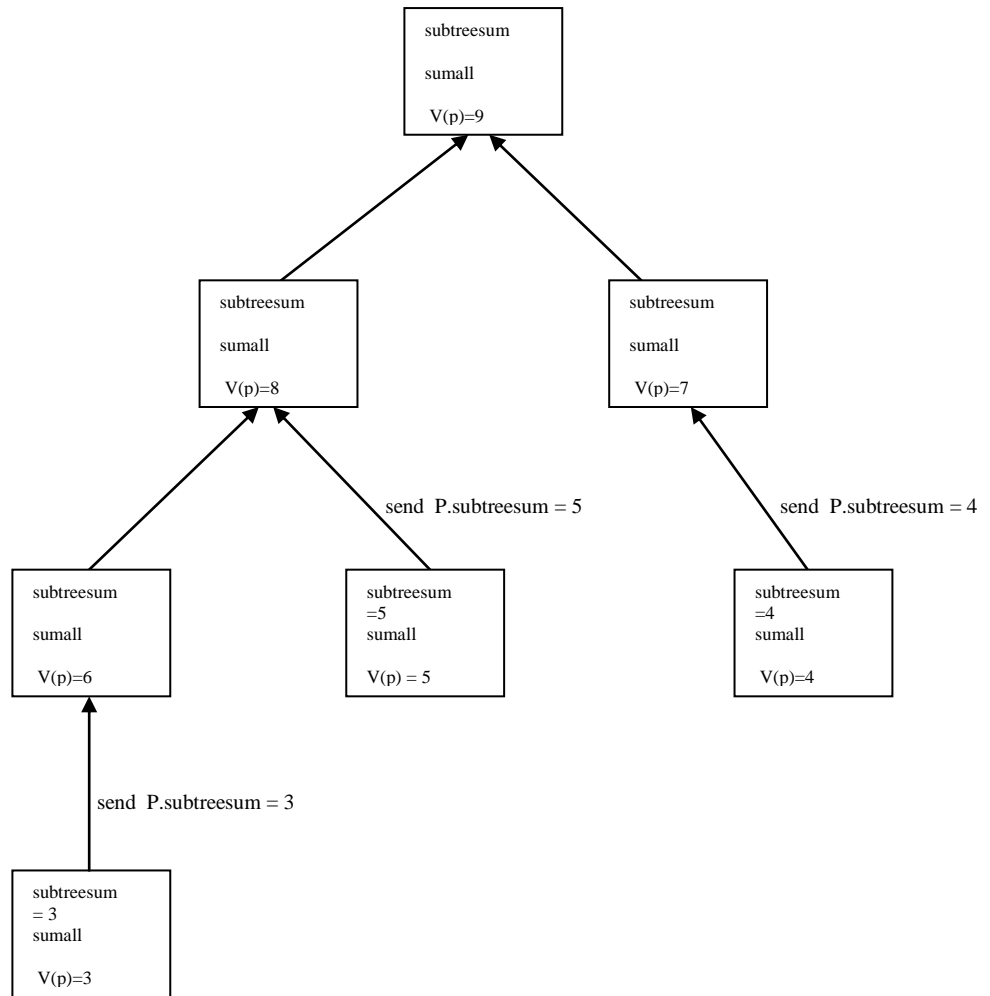 subtreesum
sumall
V(p)=9
subtreesum
sumall
V(p)=8
subtreesum
sumall
V(p)=7
send P.subtreesum = 5
send P.subtreesum = 4
subtreesum
sumall
V(p)=6
subtreesum
=5
sumall
V(p) = 5
subtreesum
=4
sumall
V(p)=4
send P.subtreesum = 3
subtreesum
= 3
sumall
V(p)=3